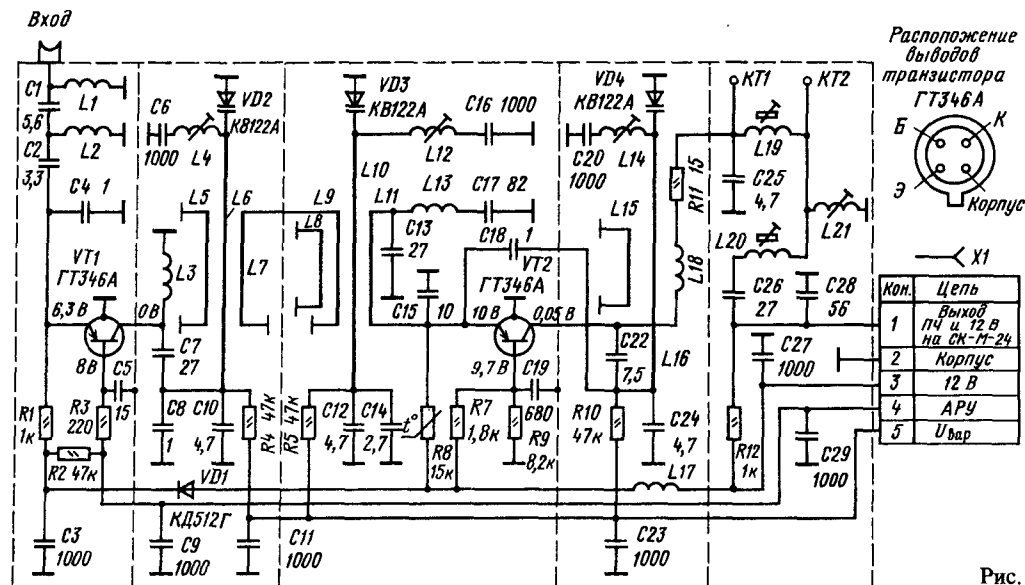 Вход
C1
5,6
L1
C2
3,3
L2
C4 1
VT1
ГТ346А
6,3 В
0 В
8 В
C5
15
R1
1к
R3
220
R2 47к
VD1
КД512Г
C3
1000
C9
1000
C6
1000
L4
VD2
КВ122А
L5
L6
L3
C7
27
C8
1
C10
4,7
R4 47к
R5 47к
L7
L8
L9
C11
1000
VD3
КВ122А
C16 1000
L12
L10
L11
L13
C17 82
C13
27
C18
1
VT2
ГТ346А
C15
10
10 В
0,05 В
9,7 В
C19
680
C12
4,7
C14
2,7
t°
R8
15к
R7
1,8к
R9
8,2к
VD4
КВ122А
C20
1000
L14
L15
L16
C22
7,5
R10
47к
C24
4,7
C23
1000
L17
R11 15
L18
КТ1
КТ2
L19
C25
4,7
L20
L21
C26
27
C28
56
C27
1000
R12
1к
C29
1000
Расположение
выводов
транзистора
ГТ346А
Б
К
Э
Корпус
X1
Кон.
Цепь
1
Выход
ПЧ и 12 В
на СК-М-24
2
Корпус
3
12 В
4
АРУ
5
Uвар
Рис.